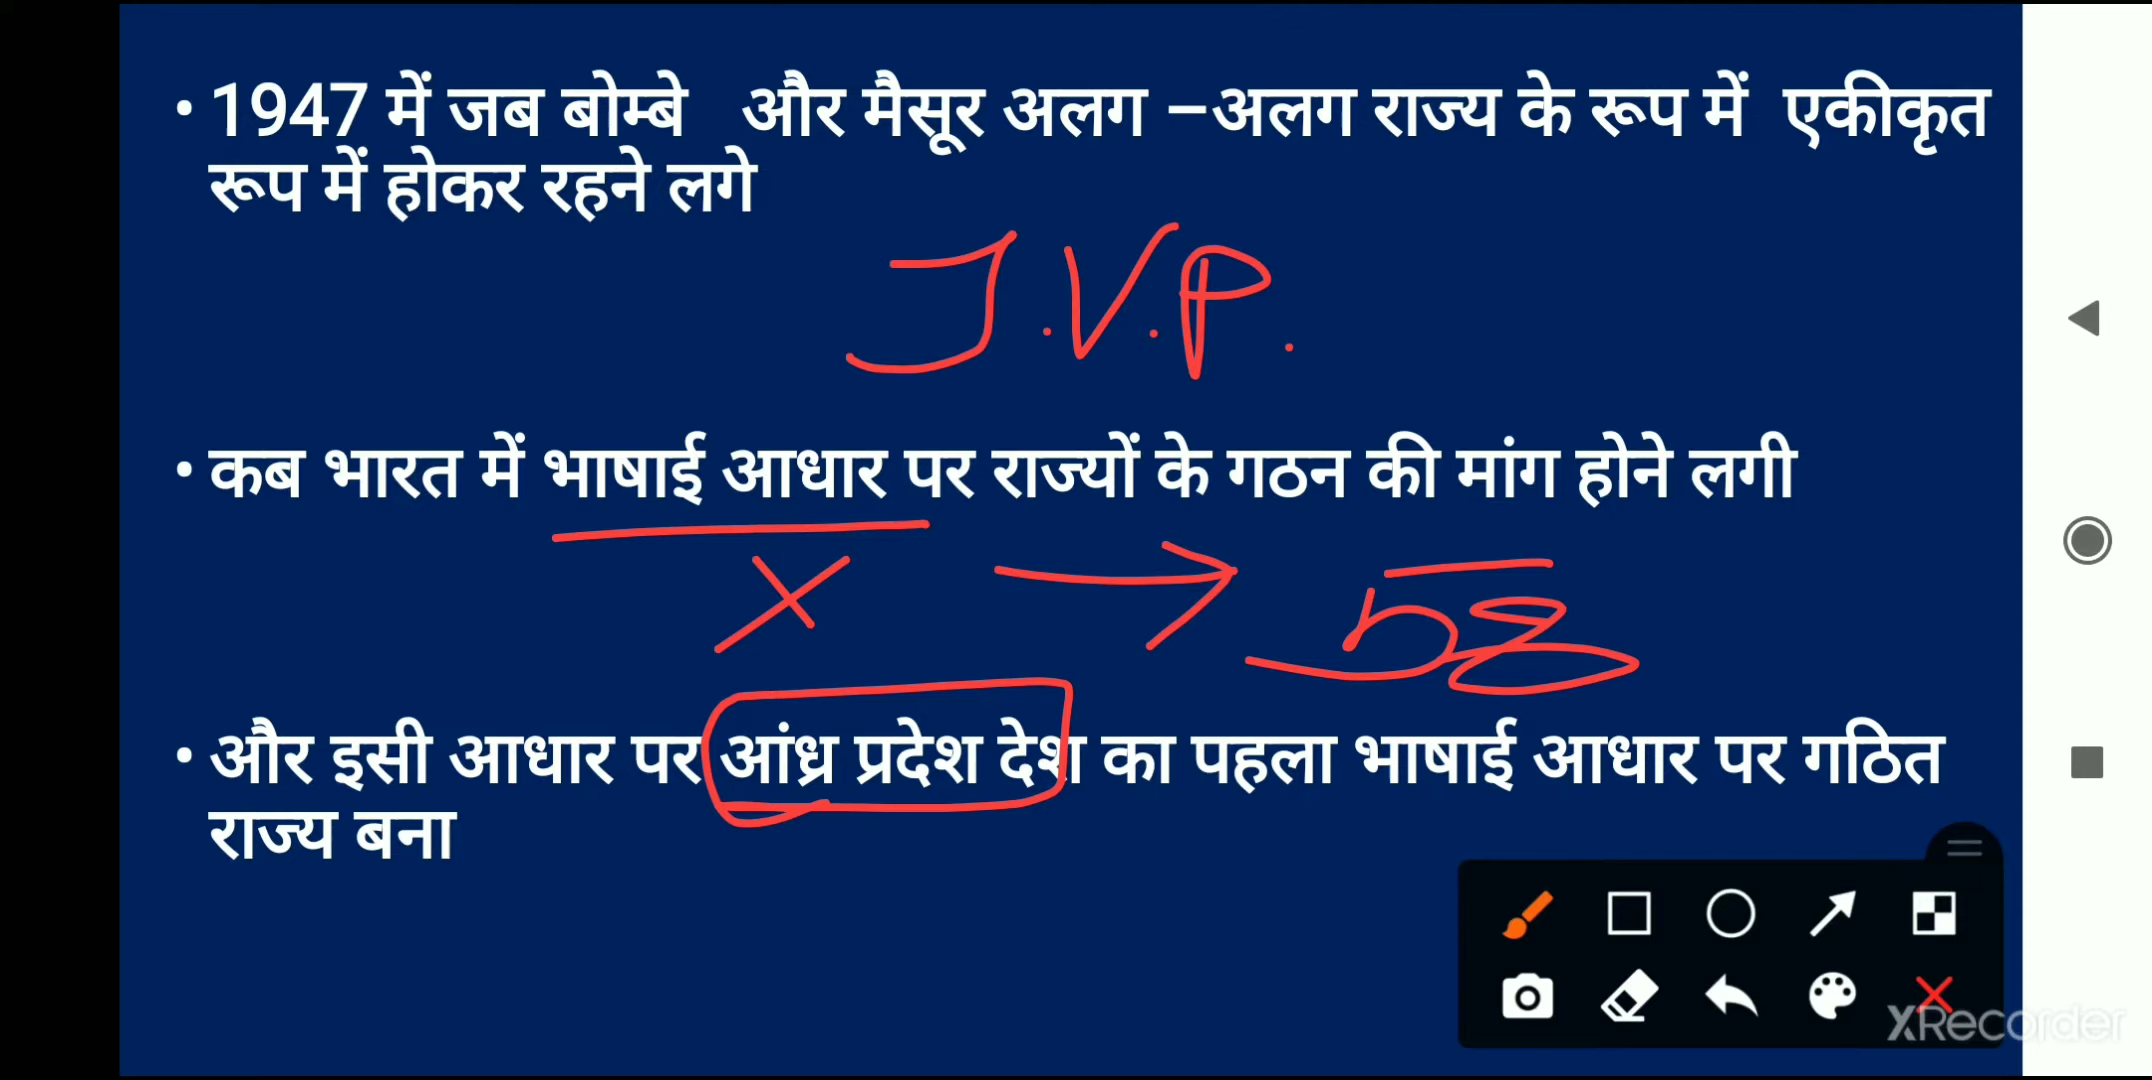 • 1947 में जब बोम्बे और मैसूर अलग –अलग राज्य के रूप में एकीकृत
रूप में होकर रहने लगे
J.V.P.
• कब भारत में भाषाई आधार पर राज्यों के गठन की मांग होने लगी
X → 58
• और इसी आधार पर आंध्र प्रदेश देश का पहला भाषाई आधार पर गठित
राज्य बना
XRecorder